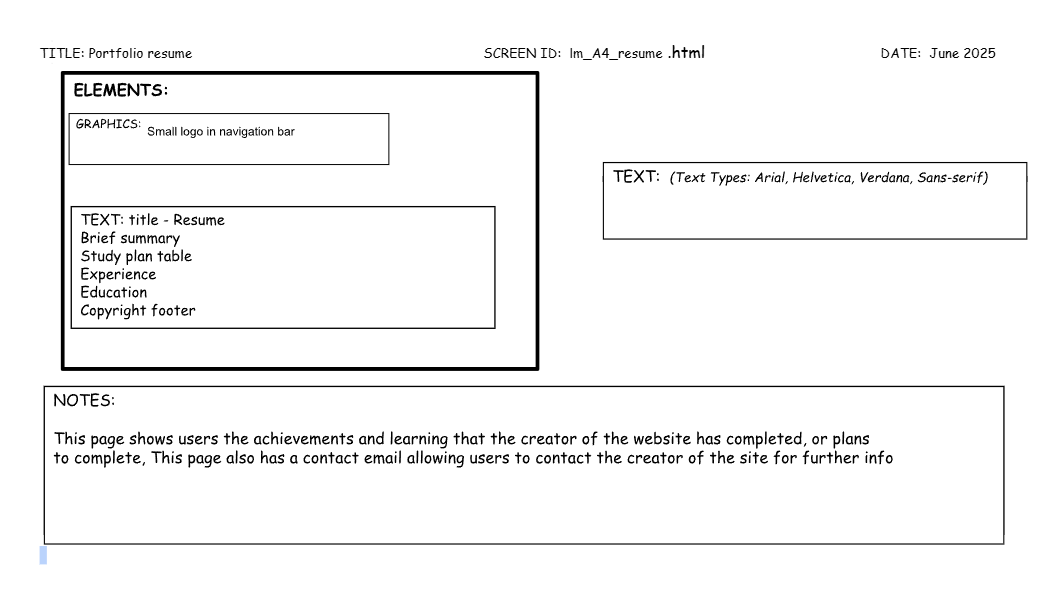 TITLE: Portfolio resume SCREEN ID: lm_A4_resume .html DATE: June 2025
ELEMENTS:
GRAPHICS: Small logo in navigation bar
TEXT: (Text Types: Arial, Helvetica, Verdana, Sans-serif)
TEXT: title - Resume
Brief summary
Study plan table
Experience
Education
Copyright footer
NOTES:
This page shows users the achievements and learning that the creator of the website has completed, or plans
to complete, This page also has a contact email allowing users to contact the creator of the site for further info